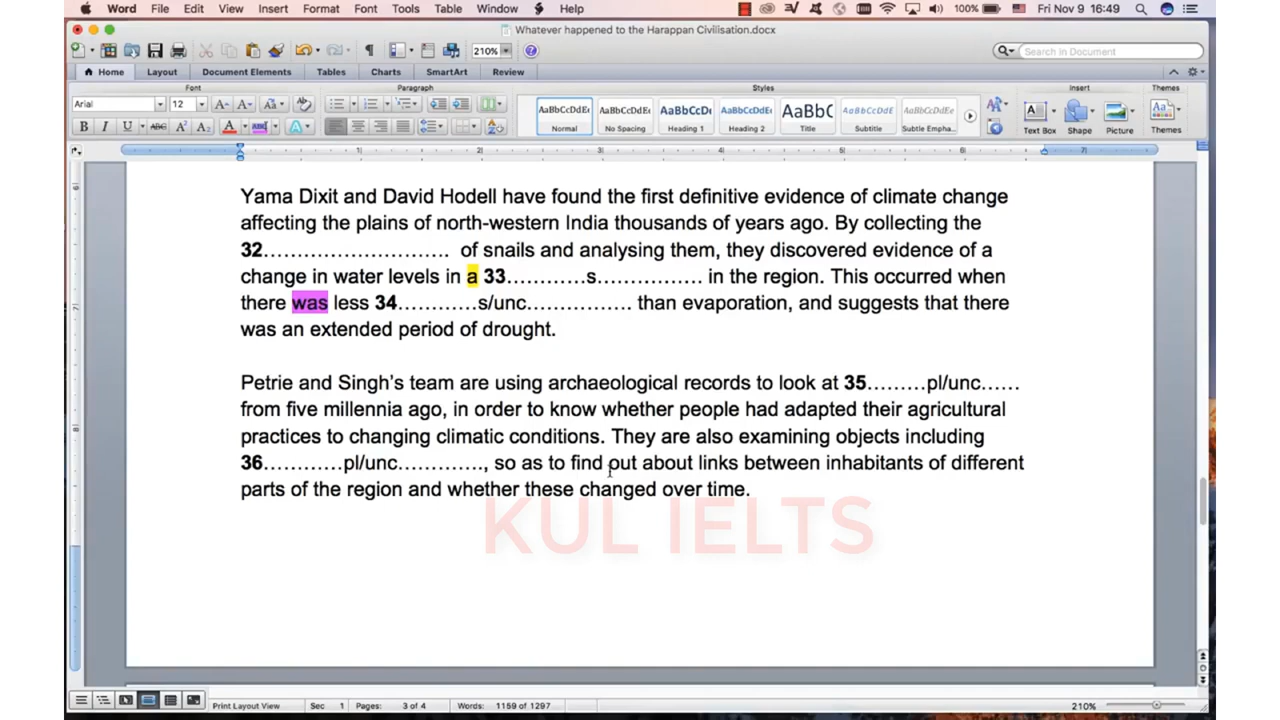 Word File Edit View Insert Format Font Tools Table Window Help 100% Fri Nov 9 16:49
Whatever happened to the Harappan Civilisation.docx
210% Search in Document
Home Layout Document Elements Tables Charts SmartArt Review
Font Paragraph Styles Insert Themes
Arial 12 AaBbCcDdEe AaBbCcDdEe AaBbCcDc AaBbCcDdEe AaBbC AaBbCcDdE AaBbCcDdEe
B I U ABC Normal No Spacing Heading 1 Heading 2 Title Subtitle Subtle Empha... Text Box Shape Picture Themes
Yama Dixit and David Hodell have found the first definitive evidence of climate change
affecting the plains of north-western India thousands of years ago. By collecting the
32............................ of snails and analysing them, they discovered evidence of a
change in water levels in a 33............s................ in the region. This occurred when
there was less 34............s/unc................ than evaporation, and suggests that there
was an extended period of drought.
Petrie and Singh's team are using archaeological records to look at 35.........pl/unc......
from five millennia ago, in order to know whether people had adapted their agricultural
practices to changing climatic conditions. They are also examining objects including
36............pl/unc............., so as to find out about links between inhabitants of different
parts of the region and whether these changed over time.
KUL IELTS
Print Layout View Sec 1 Pages: 3 of 4 Words: 1159 of 1297 210%